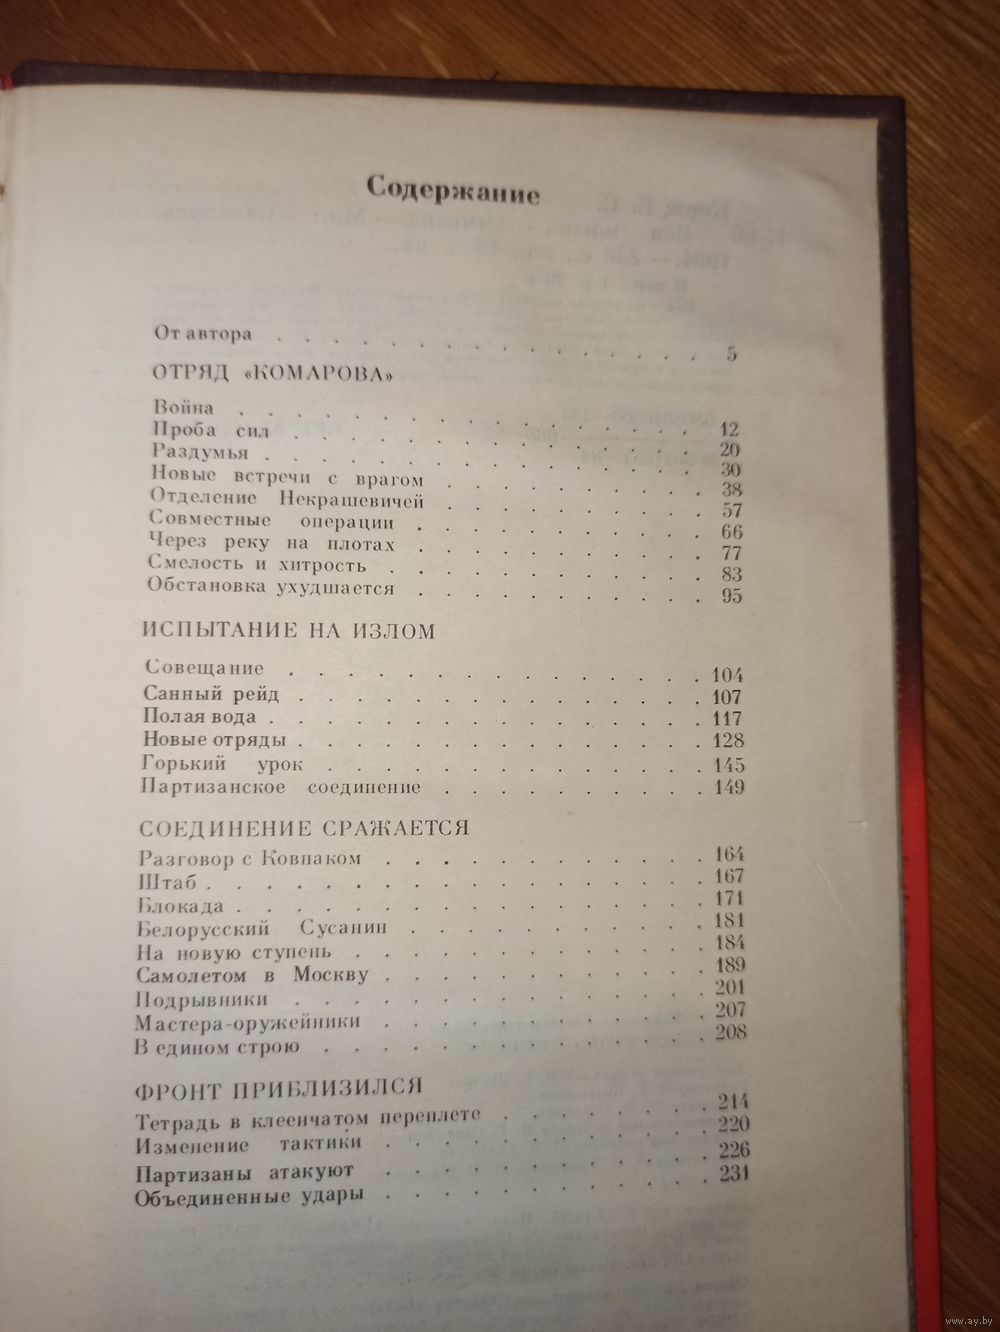 Содержание
От автора . . . . . . . . . . . . . . . 5
ОТРЯД «КОМАРОВА»
Война . . . . . . . . . . . . . . . 12
Проба сил . . . . . . . . . . . . . . . 20
Раздумья . . . . . . . . . . . . . . . 30
Новые встречи с врагом . . . . . . . . . . 38
Отделение Некрашевичей . . . . . . . . . . 57
Совместные операции . . . . . . . . . . . 66
Через реку на плотах . . . . . . . . . . . 77
Смелость и хитрость . . . . . . . . . . . . 83
Обстановка ухудшается . . . . . . . . . . . 95
ИСПЫТАНИЕ НА ИЗЛОМ
Совещание . . . . . . . . . . . . . . . 104
Санный рейд . . . . . . . . . . . . . . . 107
Полая вода . . . . . . . . . . . . . . . 117
Новые отряды . . . . . . . . . . . . . . . 128
Горький урок . . . . . . . . . . . . . . 145
Партизанское соединение . . . . . . . . . . 149
СОЕДИНЕНИЕ СРАЖАЕТСЯ
Разговор с Ковпаком . . . . . . . . . . . . 164
Штаб . . . . . . . . . . . . . . . 167
Блокада . . . . . . . . . . . . . . . 171
Белорусский Сусанин . . . . . . . . . . . 181
На новую ступень . . . . . . . . . . . . . 184
Самолетом в Москву . . . . . . . . . . . . 189
Подрывники . . . . . . . . . . . . . . . 201
Мастера-оружейники . . . . . . . . . . . . 207
В едином строю . . . . . . . . . . . . . . 208
ФРОНТ ПРИБЛИЗИЛСЯ
Тетрадь в клеенчатом переплете . . . . . . . . 214
Изменение тактики . . . . . . . . . . . . 220
Партизаны атакуют . . . . . . . . . . . . 226
Объединенные удары . . . . . . . . . . . . 231
www.ay.by